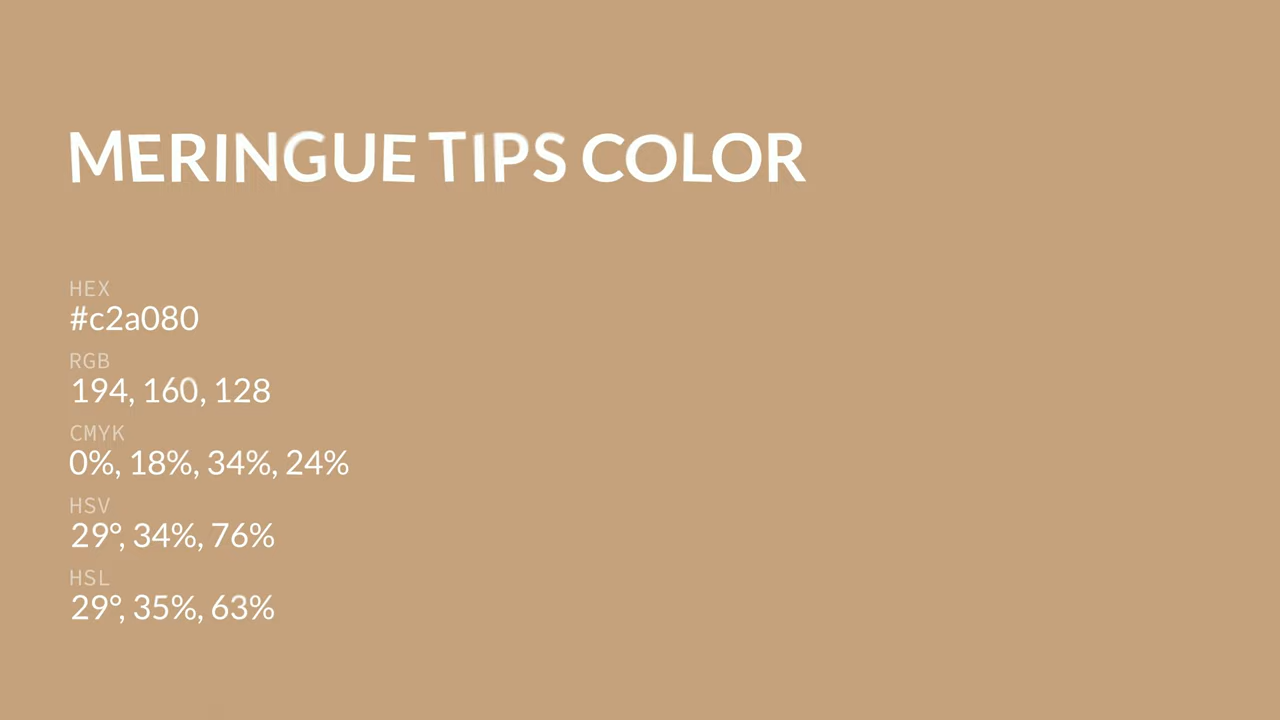 MERINGUE TIPS COLOR
HEX
#c2a080
RGB
194, 160, 128
CMYK
0%, 18%, 34%, 24%
HSV
29°, 34%, 76%
HSL
29°, 35%, 63%